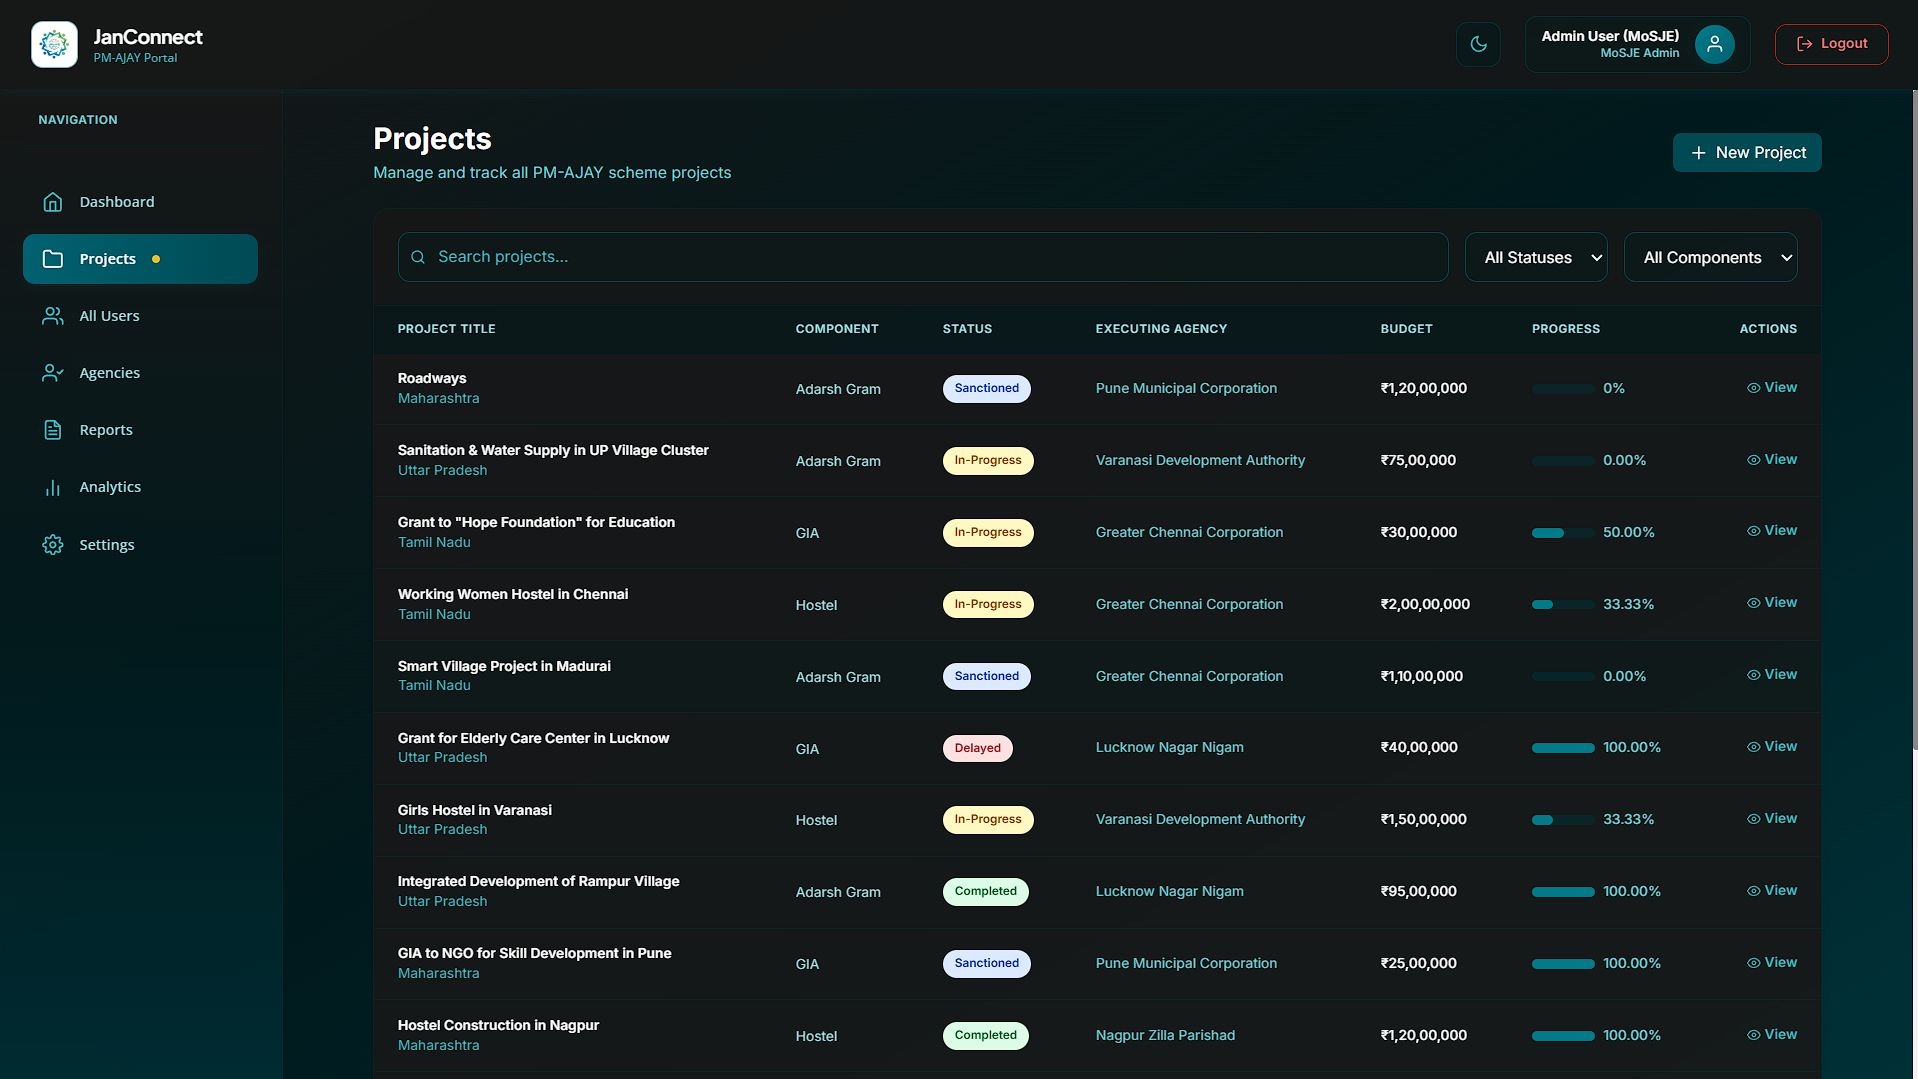 JanConnect
PM-AJAY Portal
Admin User (MoSJE)
MoSJE Admin
Logout
NAVIGATION
Dashboard
Projects
All Users
Agencies
Reports
Analytics
Settings
Projects
Manage and track all PM-AJAY scheme projects
New Project
Search projects...
All Statuses
All Components
PROJECT TITLE COMPONENT STATUS EXECUTING AGENCY BUDGET PROGRESS ACTIONS
Roadways
Maharashtra
Adarsh Gram Sanctioned Pune Municipal Corporation ₹1,20,00,000 0% View
Sanitation & Water Supply in UP Village Cluster
Uttar Pradesh
Adarsh Gram In-Progress Varanasi Development Authority ₹75,00,000 0.00% View
Grant to "Hope Foundation" for Education
Tamil Nadu
GIA In-Progress Greater Chennai Corporation ₹30,00,000 50.00% View
Working Women Hostel in Chennai
Tamil Nadu
Hostel In-Progress Greater Chennai Corporation ₹2,00,00,000 33.33% View
Smart Village Project in Madurai
Tamil Nadu
Adarsh Gram Sanctioned Greater Chennai Corporation ₹1,10,00,000 0.00% View
Grant for Elderly Care Center in Lucknow
Uttar Pradesh
GIA Delayed Lucknow Nagar Nigam ₹40,00,000 100.00% View
Girls Hostel in Varanasi
Uttar Pradesh
Hostel In-Progress Varanasi Development Authority ₹1,50,00,000 33.33% View
Integrated Development of Rampur Village
Uttar Pradesh
Adarsh Gram Completed Lucknow Nagar Nigam ₹95,00,000 100.00% View
GIA to NGO for Skill Development in Pune
Maharashtra
GIA Sanctioned Pune Municipal Corporation ₹25,00,000 100.00% View
Hostel Construction in Nagpur
Maharashtra
Hostel Completed Nagpur Zilla Parishad ₹1,20,00,000 100.00% View